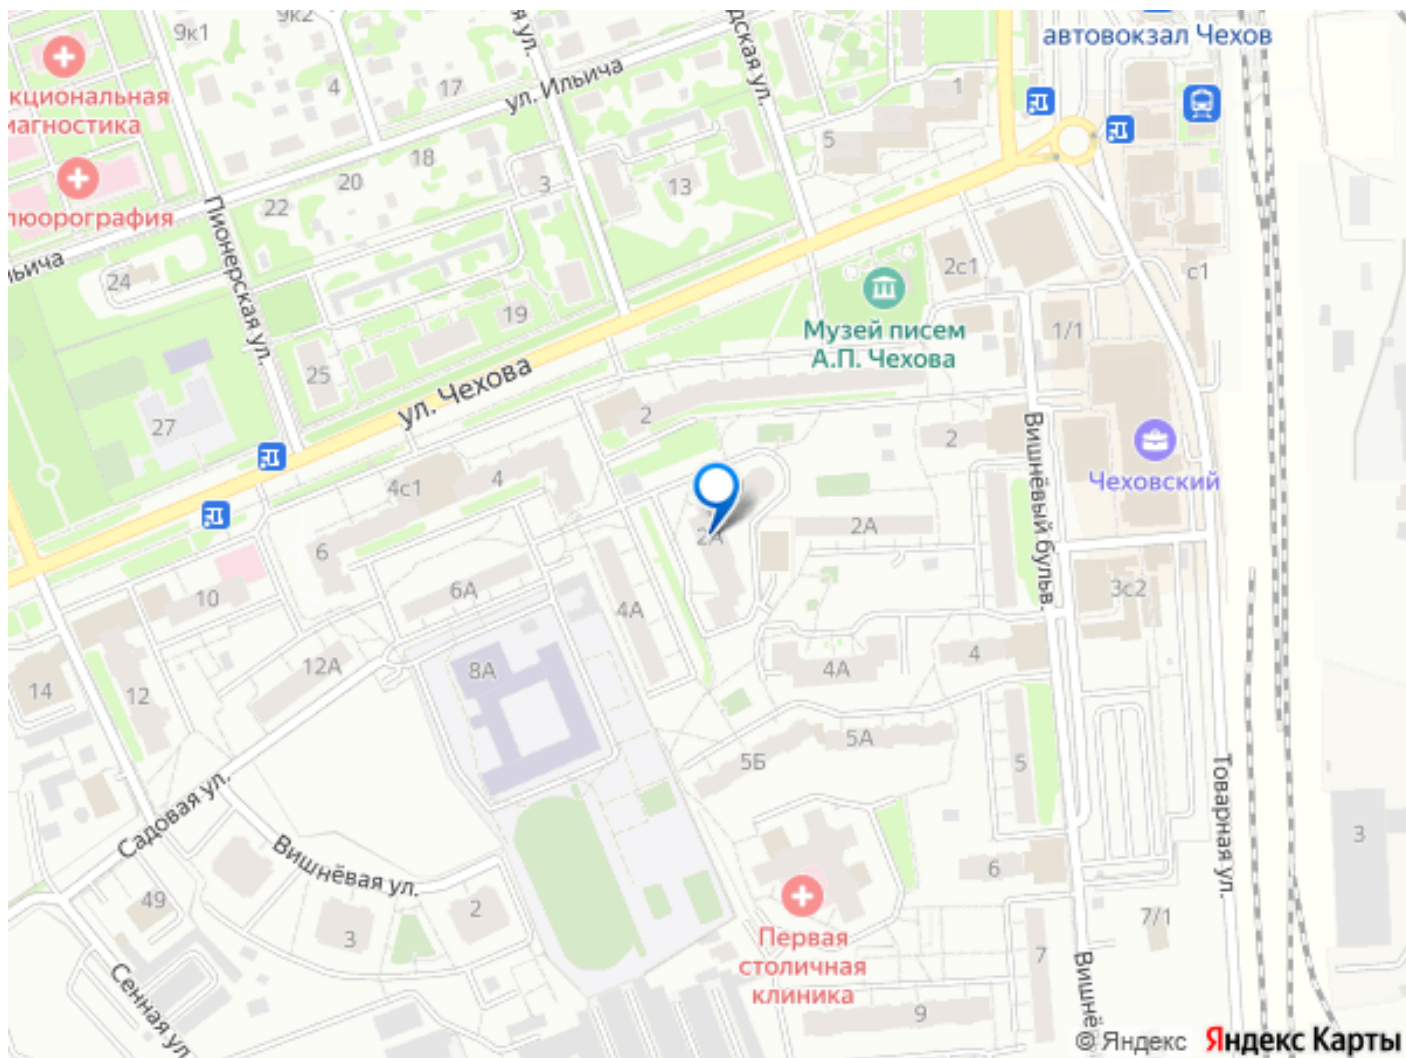 9к1
9к2
автовокзал Чехов
кциональная
иагностика
4
17
ул. Ильича
ул.
дская ул.
1
5
18
20
22
3
13
люорография
Пионерская ул.
льича
24
2с1
с1
19
Музей писем
А.П. Чехова
1/1
25
ул. Чехова
27
2
2
Вишнёвый бульв.
Чеховский
4с1
4
2А
2А
6
10
6А
4А
3с2
12А
8А
4А
4
14
12
5А
5Б
5
Садовая ул.
Товарная ул.
Вишнёвая ул.
3
49
2
3
6
7/1
Первая
столичная
клиника
7
9
Сенная ул.
Вишнё
© Яндекс
Яндекс Карты